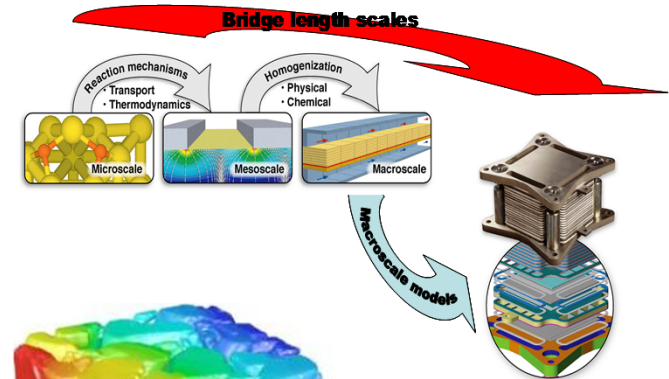 Bridge length scales
Reaction mechanisms
• Transport
• Thermodynamics
Homogenization
• Physical
• Chemical
Microscale
Mesoscale
Macroscale
Macroscale models